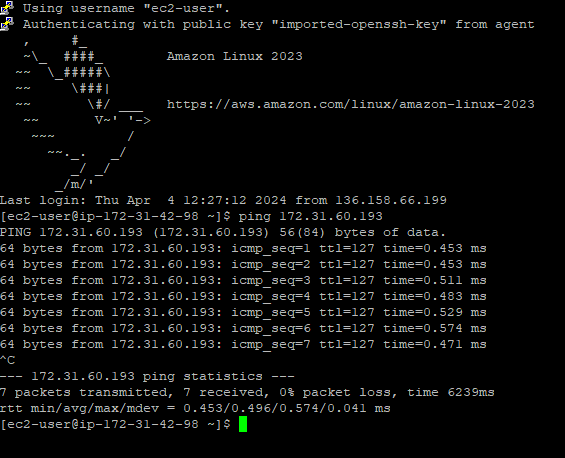 Using username "ec2-user".
Authenticating with public key "imported-openssh-key" from agent
   ,     #_
   ~\_  ####_        Amazon Linux 2023
  ~~  \_#####\
  ~~     \###|
  ~~       \#/ ___   https://aws.amazon.com/linux/amazon-linux-2023
   ~~       V~' '->
    ~~~         /
      ~~._.   _/
         _/ _/
       _/m/'
Last login: Thu Apr  4 12:27:12 2024 from 136.158.66.199
[ec2-user@ip-172-31-42-98 ~]$ ping 172.31.60.193
PING 172.31.60.193 (172.31.60.193) 56(84) bytes of data.
64 bytes from 172.31.60.193: icmp_seq=1 ttl=127 time=0.453 ms
64 bytes from 172.31.60.193: icmp_seq=2 ttl=127 time=0.453 ms
64 bytes from 172.31.60.193: icmp_seq=3 ttl=127 time=0.511 ms
64 bytes from 172.31.60.193: icmp_seq=4 ttl=127 time=0.483 ms
64 bytes from 172.31.60.193: icmp_seq=5 ttl=127 time=0.529 ms
64 bytes from 172.31.60.193: icmp_seq=6 ttl=127 time=0.574 ms
64 bytes from 172.31.60.193: icmp_seq=7 ttl=127 time=0.471 ms
^C
--- 172.31.60.193 ping statistics ---
7 packets transmitted, 7 received, 0% packet loss, time 6239ms
rtt min/avg/max/mdev = 0.453/0.496/0.574/0.041 ms
[ec2-user@ip-172-31-42-98 ~]$